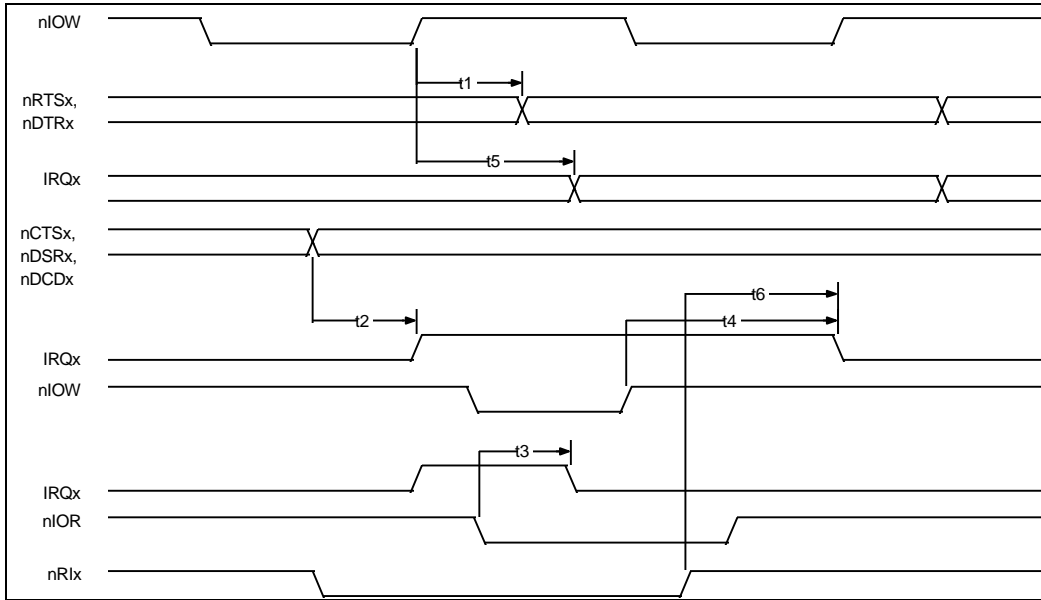 nIOW
t1
nRTSx,
nDTRx
t5
IRQx
nCTSx,
nDSRx,
nDCDx
t6
t2
t4
IRQx
nIOW
t3
IRQx
nIOR
nRIx